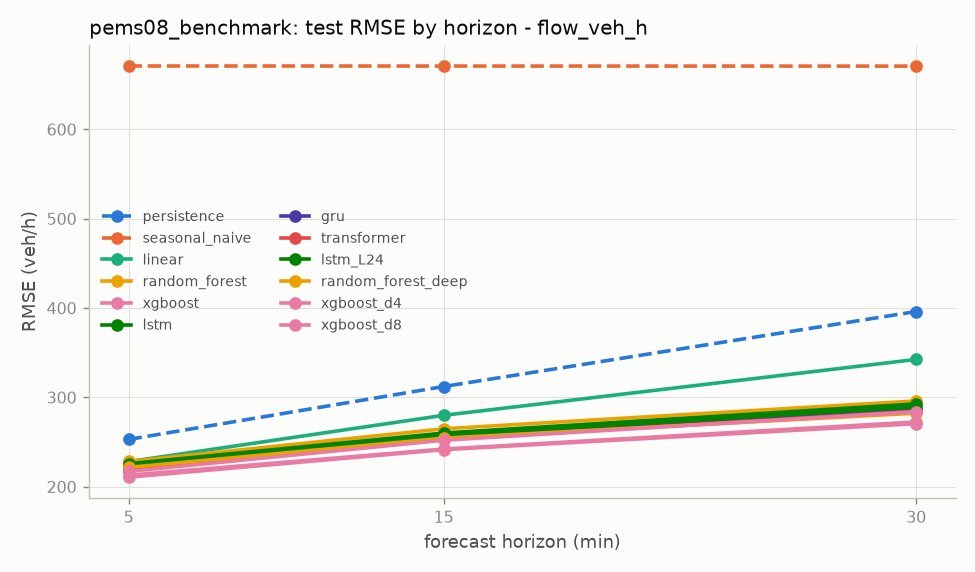 pems08_benchmark: test RMSE by horizon - flow_veh_h
600
500
400
300
200
RMSE (veh/h)
persistence
seasonal_naive
linear
random_forest
xgboost
lstm
gru
transformer
lstm_L24
random_forest_deep
xgboost_d4
xgboost_d8
5
15
30
forecast horizon (min)